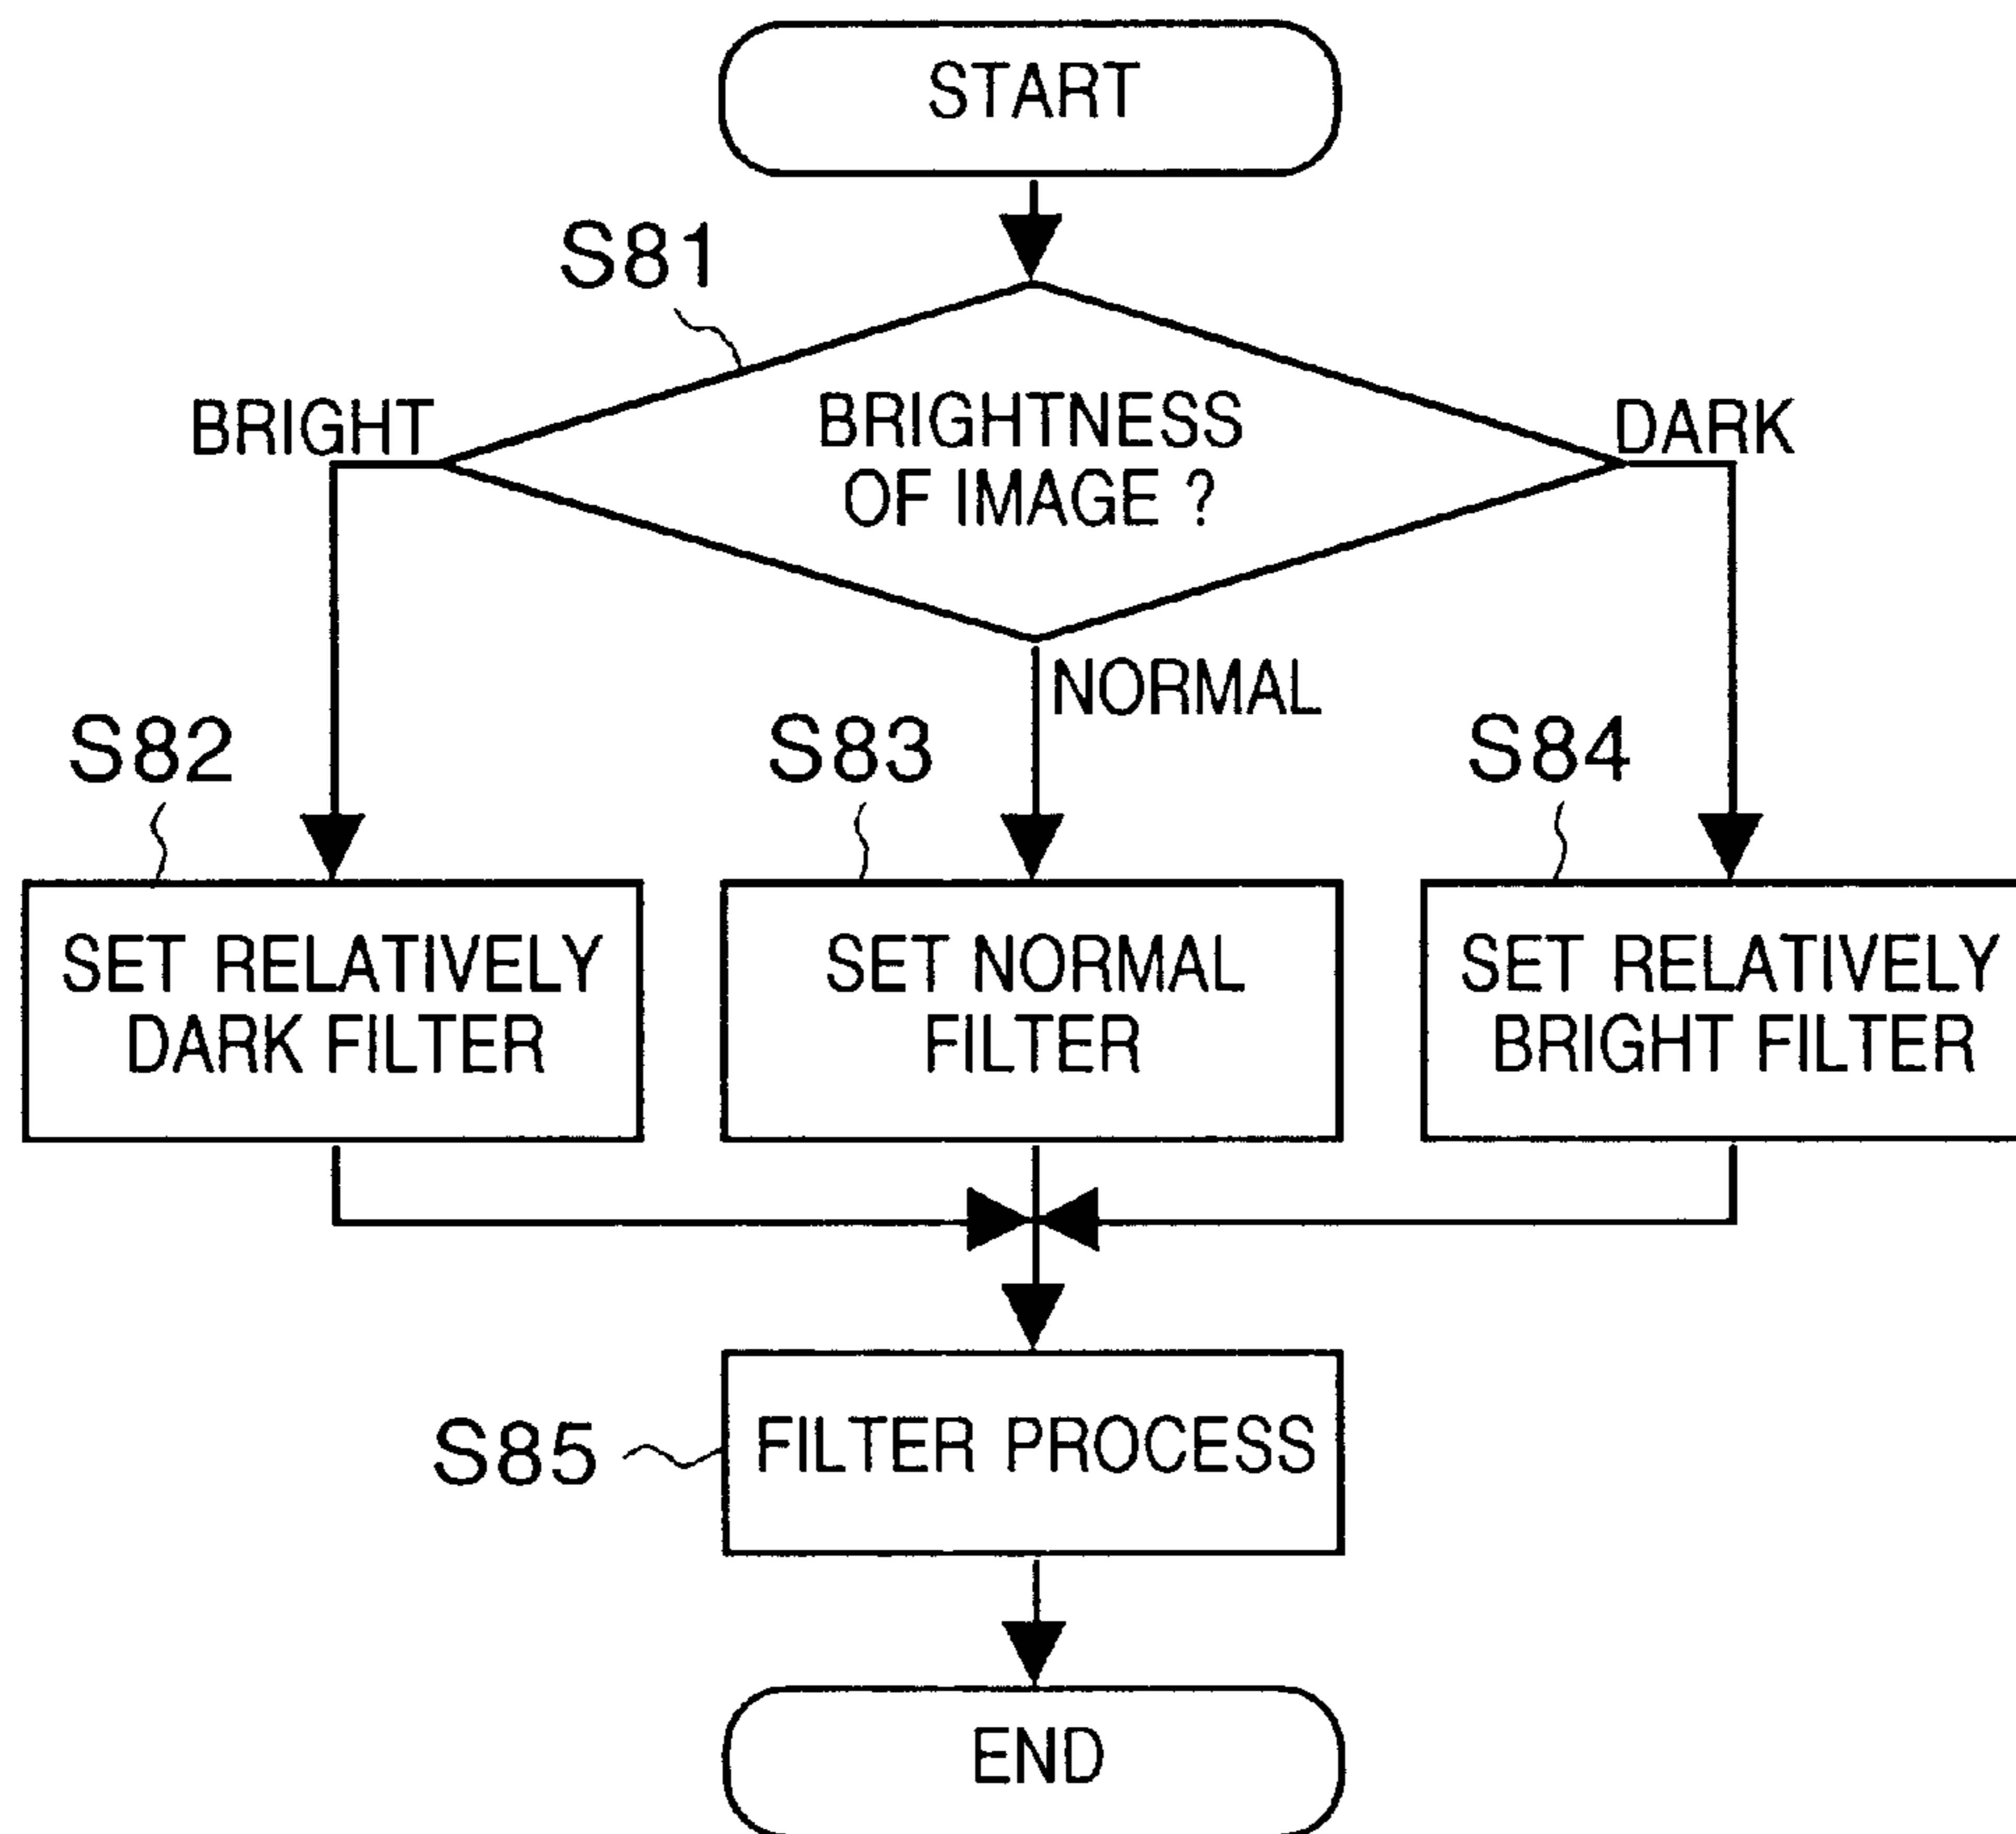 START
S81
BRIGHT
BRIGHTNESS
OF IMAGE ?
DARK
NORMAL
S82
S83
S84
SET RELATIVELY
DARK FILTER
SET NORMAL
FILTER
SET RELATIVELY
BRIGHT FILTER
S85
FILTER PROCESS
END